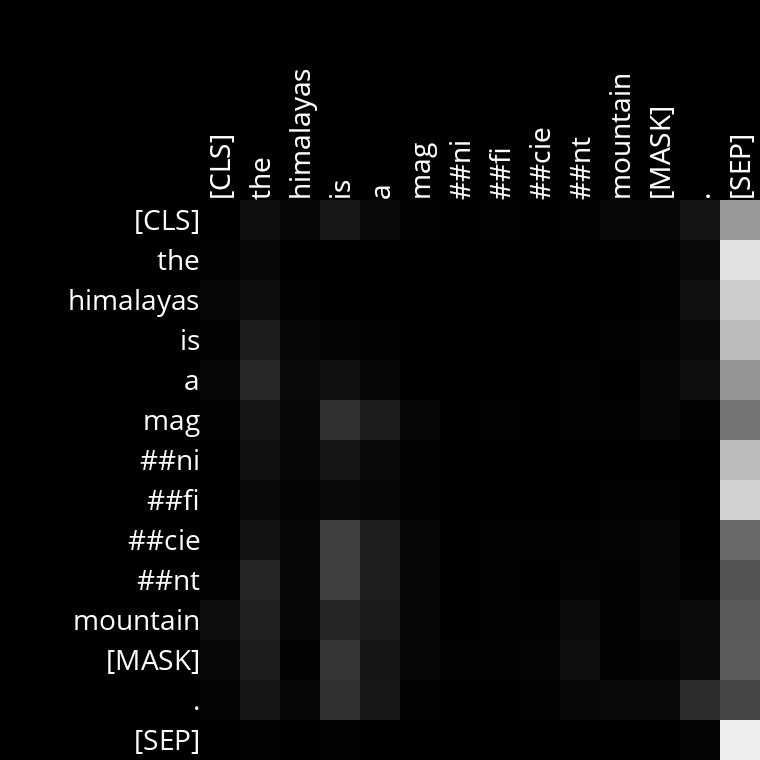 [CLS] the himalayas is a mag ##ni ##fi ##cie ##nt mountain [MASK] . [SEP]
[CLS]
the
himalayas
is
a
mag
##ni
##fi
##cie
##nt
mountain
[MASK]
.
[SEP]